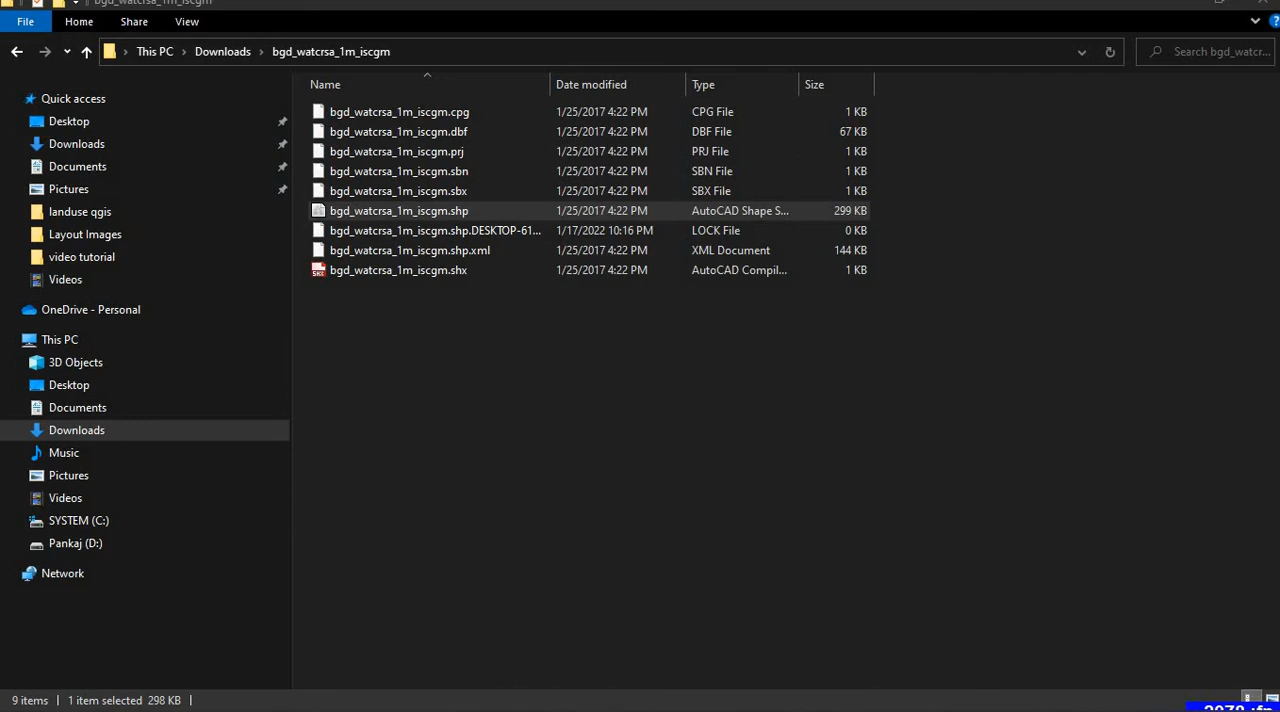 bgd_watcrsa_1m_iscgm
File Home Share View
This PC Downloads bgd_watcrsa_1m_iscgm Search bgd_watcr...
Name Date modified Type Size
Quick access
Desktop
Downloads
Documents
Pictures
landuse qgis
Layout Images
video tutorial
Videos
OneDrive - Personal
This PC
3D Objects
Desktop
Documents
Downloads
Music
Pictures
Videos
SYSTEM (C:)
Pankaj (D:)
Network
bgd_watcrsa_1m_iscgm.cpg 1/25/2017 4:22 PM CPG File 1 KB
bgd_watcrsa_1m_iscgm.dbf 1/25/2017 4:22 PM DBF File 67 KB
bgd_watcrsa_1m_iscgm.prj 1/25/2017 4:22 PM PRJ File 1 KB
bgd_watcrsa_1m_iscgm.sbn 1/25/2017 4:22 PM SBN File 1 KB
bgd_watcrsa_1m_iscgm.sbx 1/25/2017 4:22 PM SBX File 1 KB
bgd_watcrsa_1m_iscgm.shp 1/25/2017 4:22 PM AutoCAD Shape S... 299 KB
bgd_watcrsa_1m_iscgm.shp.DESKTOP-61... 1/17/2022 10:16 PM LOCK File 0 KB
bgd_watcrsa_1m_iscgm.shp.xml 1/25/2017 4:22 PM XML Document 144 KB
bgd_watcrsa_1m_iscgm.shx 1/25/2017 4:22 PM AutoCAD Compil... 1 KB
9 items 1 item selected 298 KB